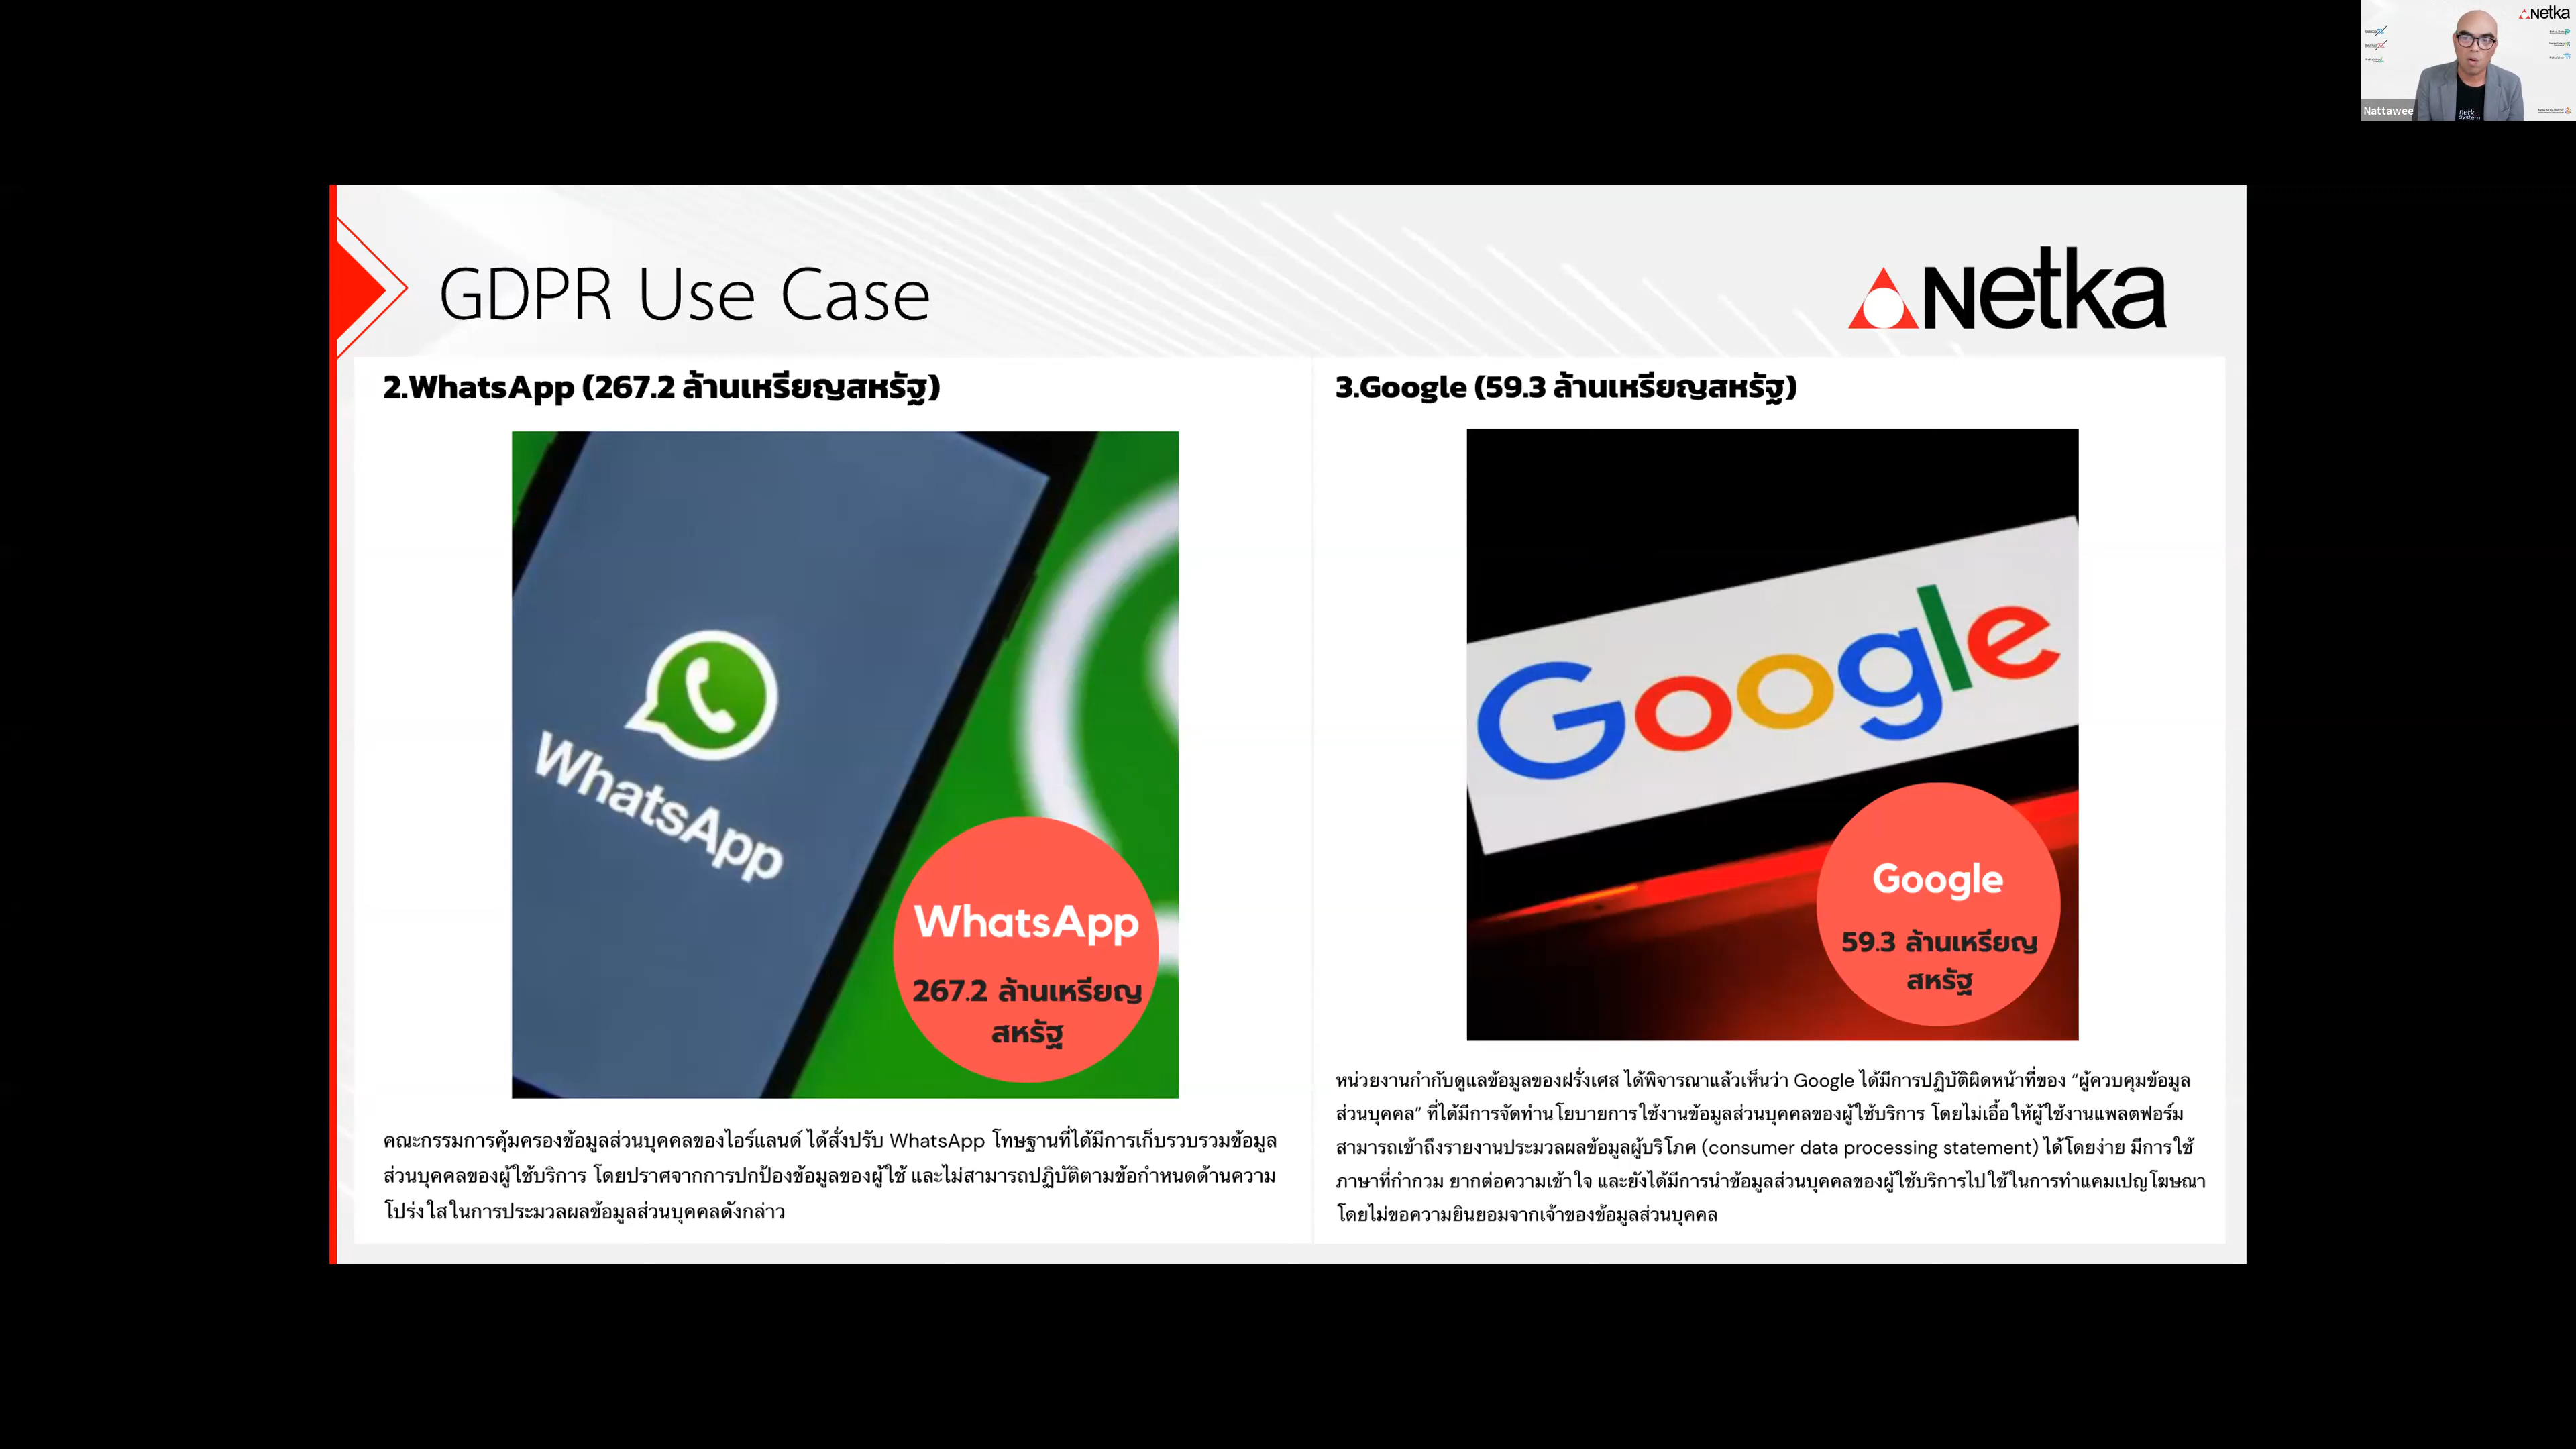 Netka
Nattawee
netk
system
GDPR Use Case
Netka
2.WhatsApp (267.2 ล้านเหรียญสหรัฐ)
WhatsApp
WhatsApp
267.2 ล้านเหรียญ
สหรัฐ
คณะกรรมการคุ้มครองข้อมูลส่วนบุคคลของไอร์แลนด์ ได้สั่งปรับ WhatsApp โทษฐานที่ได้มีการเก็บรวบรวมข้อมูล
ส่วนบุคคลของผู้ใช้บริการ โดยปราศจากการปกป้องข้อมูลของผู้ใช้ และไม่สามารถปฏิบัติตามข้อกำหนดด้านความ
โปร่งใสในการประมวลผลข้อมูลส่วนบุคคลดังกล่าว
3.Google (59.3 ล้านเหรียญสหรัฐ)
Google
Google
59.3 ล้านเหรียญ
สหรัฐ
หน่วยงานกำกับดูแลข้อมูลของฝรั่งเศส ได้พิจารณาแล้วเห็นว่า Google ได้มีการปฏิบัติผิดหน้าที่ของ “ผู้ควบคุมข้อมูล
ส่วนบุคคล” ที่ได้มีการจัดทำนโยบายการใช้งานข้อมูลส่วนบุคคลของผู้ใช้บริการ โดยไม่เอื้อให้ผู้ใช้งานแพลตฟอร์ม
สามารถเข้าถึงรายงานประมวลผลข้อมูลผู้บริโภค (consumer data processing statement) ได้โดยง่าย มีการใช้
ภาษาที่กำกวม ยากต่อความเข้าใจ และยังได้มีการนำข้อมูลส่วนบุคคลของผู้ใช้บริการไปใช้ในการทำแคมเปญโฆษณา
โดยไม่ขอความยินยอมจากเจ้าของข้อมูลส่วนบุคคล